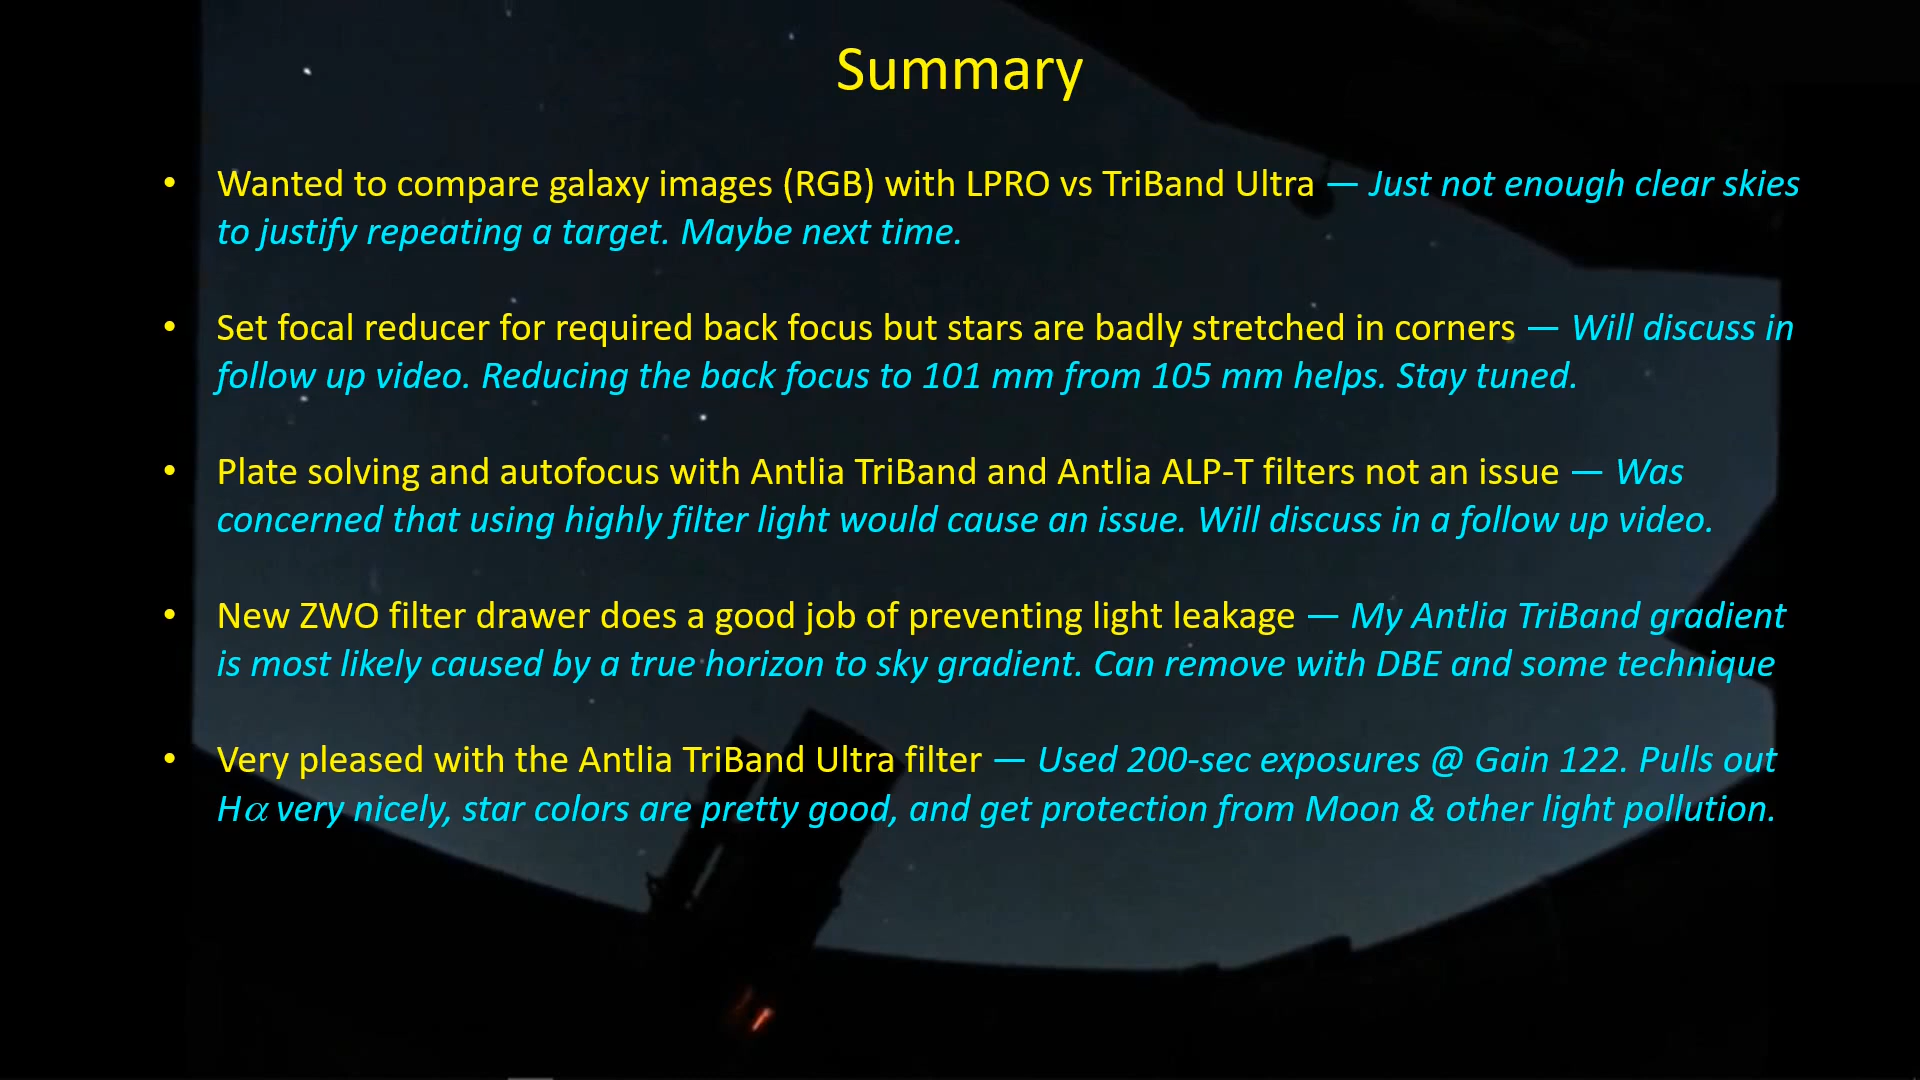 Summary
• Wanted to compare galaxy images (RGB) with LPRO vs TriBand Ultra — Just not enough clear skies
to justify repeating a target. Maybe next time.
• Set focal reducer for required back focus but stars are badly stretched in corners — Will discuss in
follow up video. Reducing the back focus to 101 mm from 105 mm helps. Stay tuned.
• Plate solving and autofocus with Antlia TriBand and Antlia ALP-T filters not an issue — Was
concerned that using highly filter light would cause an issue. Will discuss in a follow up video.
• New ZWO filter drawer does a good job of preventing light leakage — My Antlia TriBand gradient
is most likely caused by a true horizon to sky gradient. Can remove with DBE and some technique
• Very pleased with the Antlia TriBand Ultra filter — Used 200-sec exposures @ Gain 122. Pulls out
Hα very nicely, star colors are pretty good, and get protection from Moon & other light pollution.